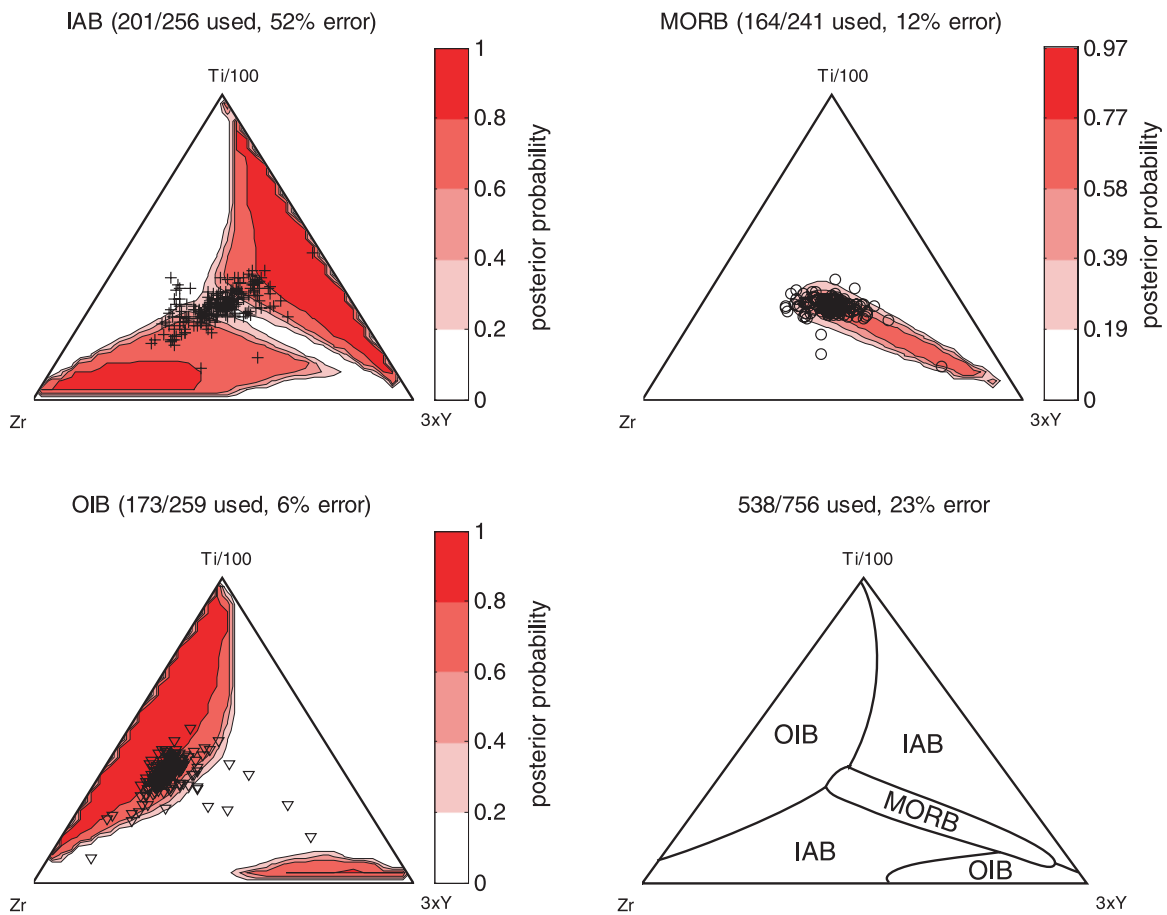 IAB (201/256 used, 52% error)
Ti/100
Zr
3xY
1
0.8
0.6
0.4
0.2
0
posterior probability
MORB (164/241 used, 12% error)
Ti/100
Zr
3xY
0.97
0.77
0.58
0.39
0.19
0
posterior probability
OIB (173/259 used, 6% error)
Ti/100
Zr
3xY
1
0.8
0.6
0.4
0.2
0
posterior probability
538/756 used, 23% error
Ti/100
OIB
IAB
MORB
IAB
OIB
Zr
3xY